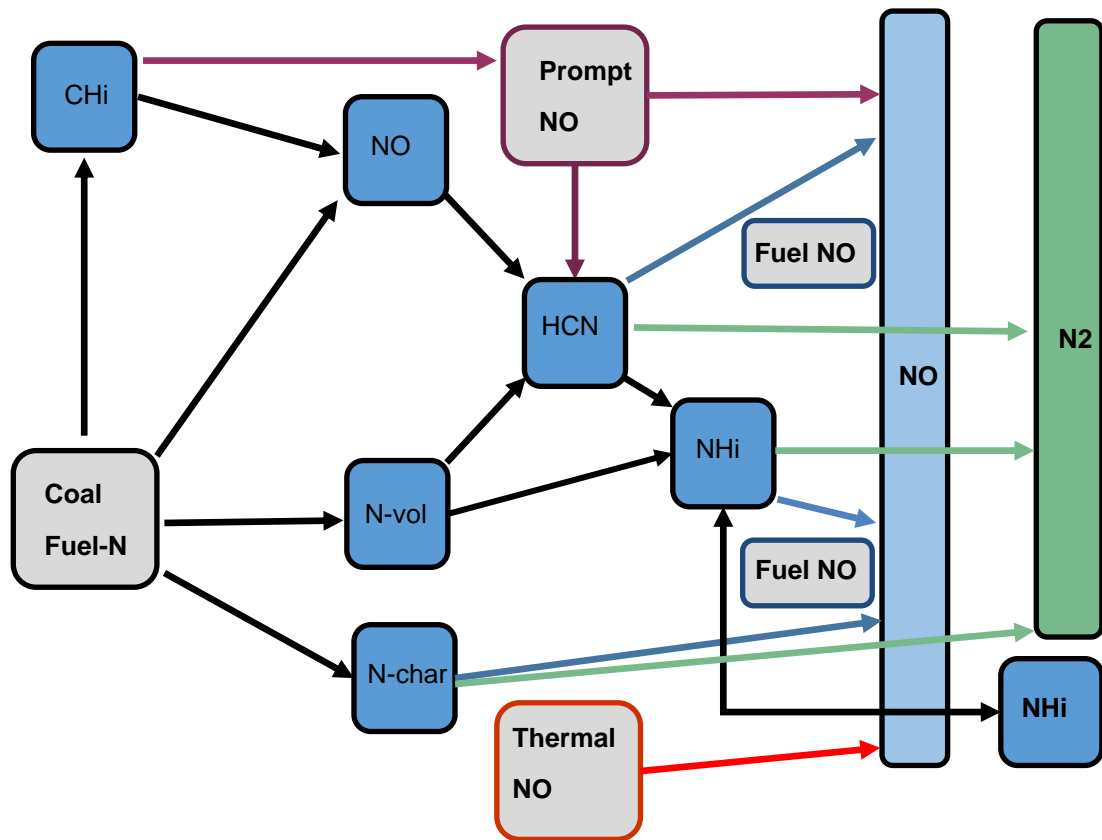 CHi
Prompt
NO
NO
Fuel NO
HCN
N2
NO
NHi
Coal
Fuel-N
N-vol
Fuel NO
N-char
NHi
Thermal
NO